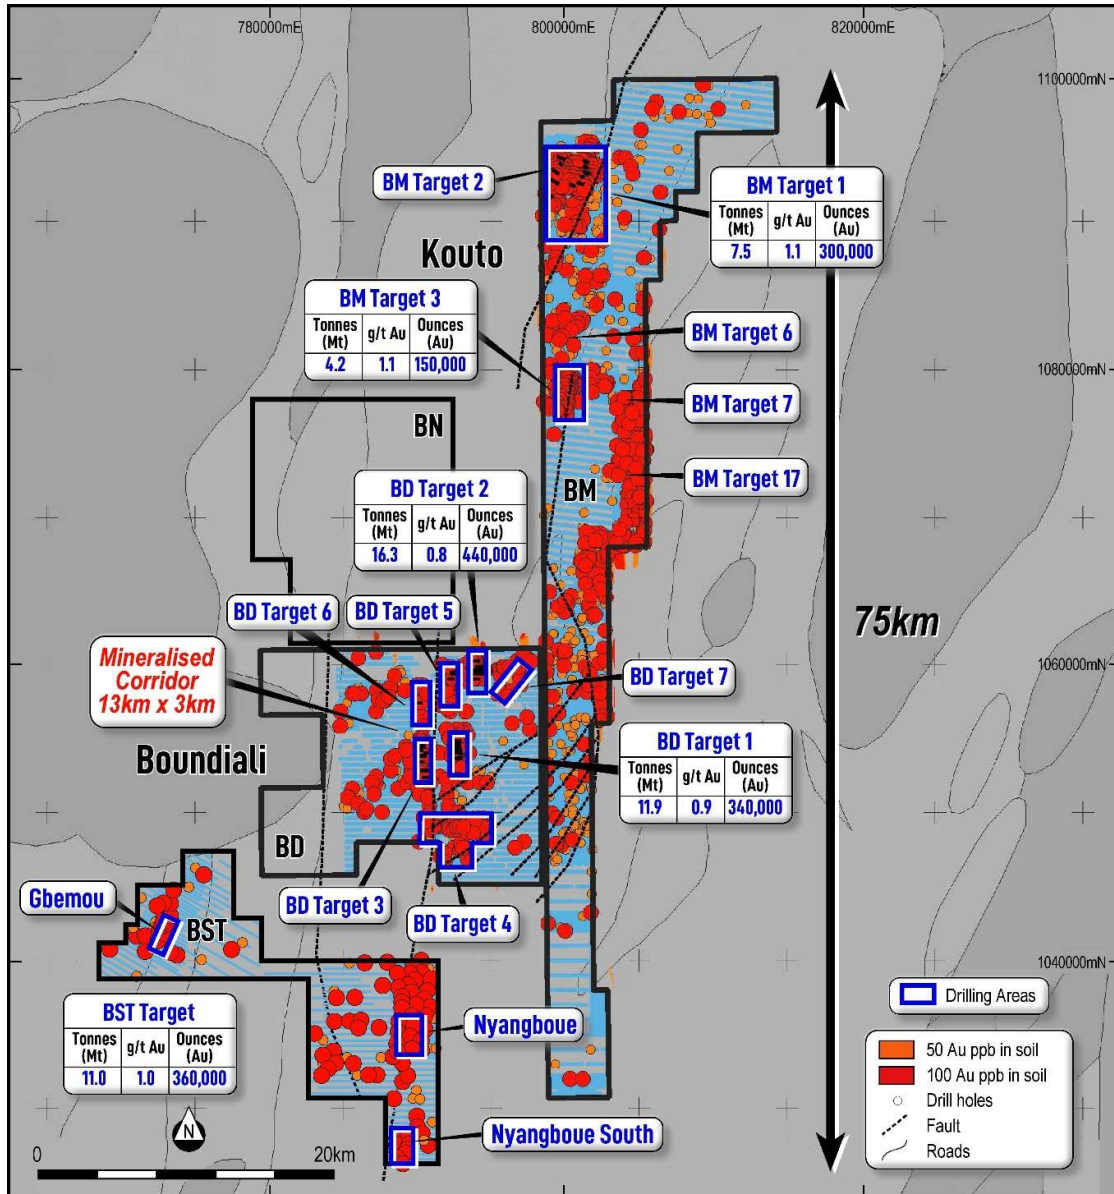 780000mE
800000mE
820000mE
1100000mN
BM Target 2
BM Target 1
Tonnes (Mt) g/t Au Ounces (Au)
7.5 1.1 300,000
Kouto
BM Target 3
Tonnes (Mt) g/t Au Ounces (Au)
4.2 1.1 150,000
BM Target 6
1080000mN
BM Target 7
BN
BM Target 17
BM
BD Target 2
Tonnes (Mt) g/t Au Ounces (Au)
16.3 0.8 440,000
BD Target 6
BD Target 5
75km
Mineralised
Corridor
13km x 3km
1060000mN
BD Target 7
Boundiali
BD Target 1
Tonnes (Mt) g/t Au Ounces (Au)
11.9 0.9 340,000
BD
Gbemou
BST
BD Target 3
BD Target 4
1040000mN
BST Target
Tonnes (Mt) g/t Au Ounces (Au)
11.0 1.0 360,000
Nyangboue
Nyangboue South
N
0 20km
Drilling Areas
50 Au ppb in soil
100 Au ppb in soil
Drill holes
Fault
Roads